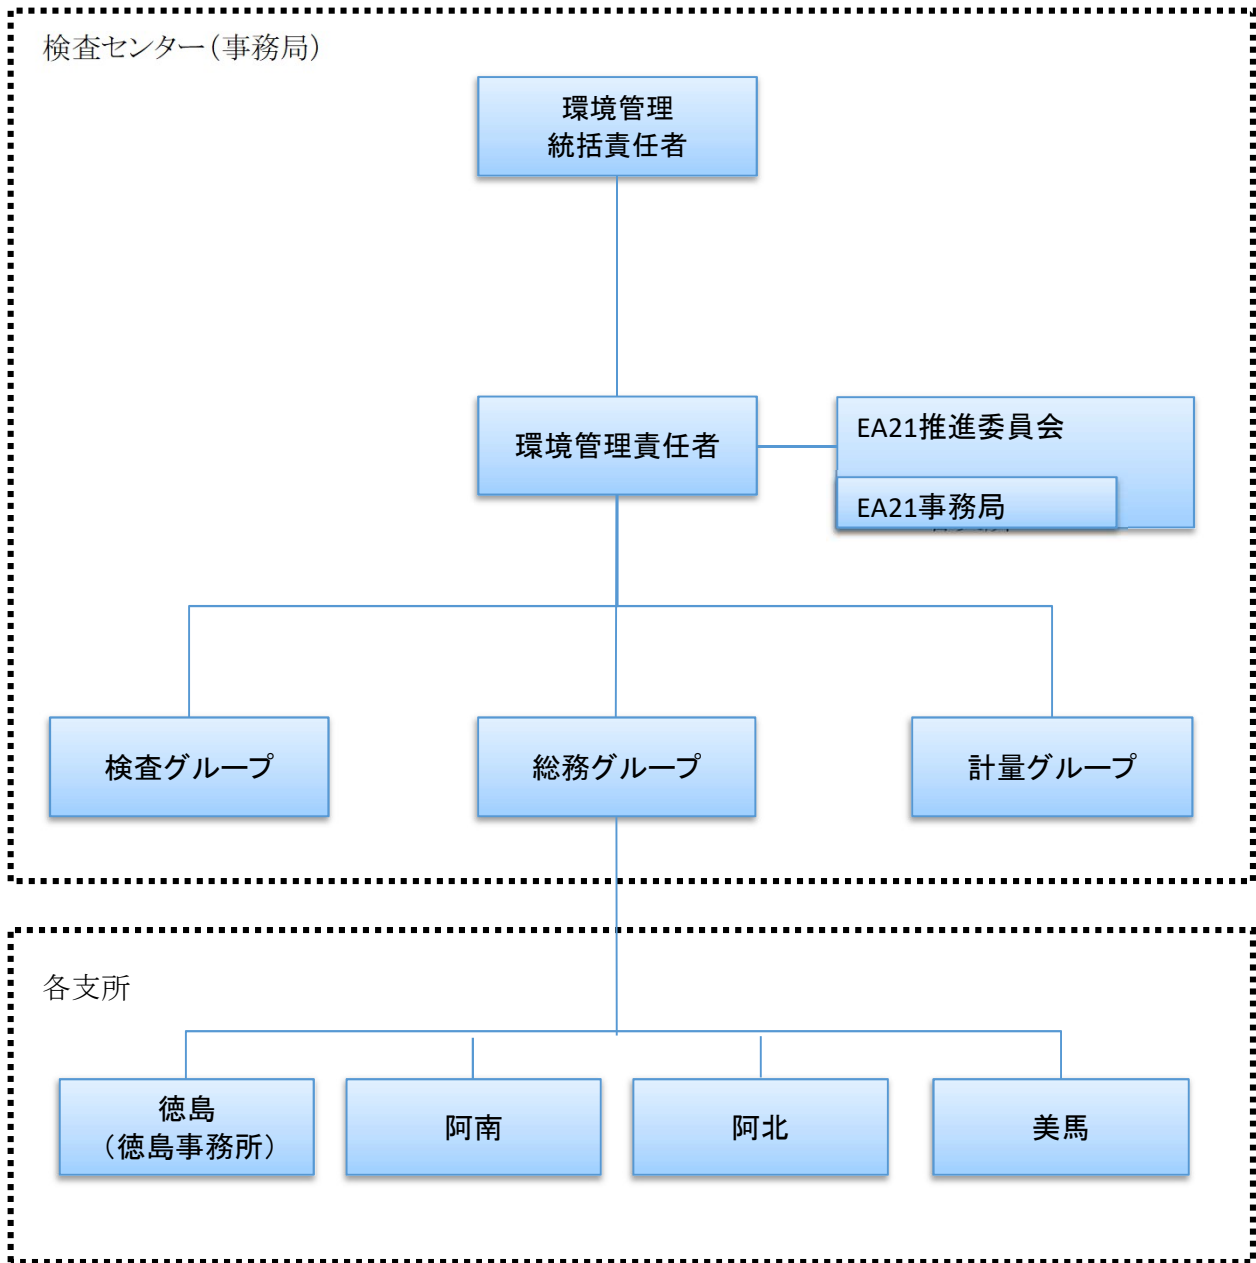 検査センター（事務局）
環境管理
統括責任者
環境管理責任者
EA21推進委員会
EA21事務局
検査グループ
総務グループ
計量グループ
各支所
徳島
（徳島事務所）
阿南
阿北
美馬